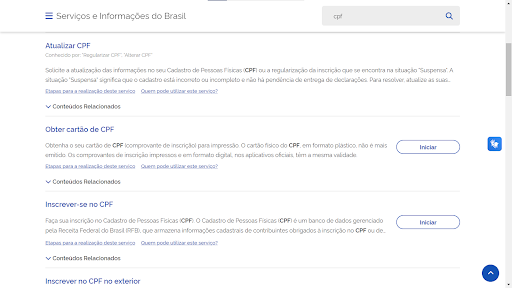 Serviços e Informações do Brasil
cpf
Atualizar CPF
Conhecido por: "Regularizar CPF", "Alterar CPF"
Solicite a atualização das informações no seu Cadastro de Pessoas Físicas (CPF) ou a regularização da inscrição que se encontra na situação "Suspensa". A
situação "Suspensa" significa que o cadastro está incorreto ou incompleto e não há pendência de entrega de declarações. Para resolver, atualize as suas...
Etapas para a realização deste serviço Quem pode utilizar este serviço?
Conteúdos Relacionados
Obter cartão de CPF
Obtenha o seu cartão de CPF (comprovante de inscrição) para impressão. O cartão físico do CPF, em formato plástico, não é mais
emitido. Os comprovantes de inscrição impressos e em formato digital, nos aplicativos oficiais, têm a mesma validade.
Iniciar
Etapas para a realização deste serviço Quem pode utilizar este serviço?
Conteúdos Relacionados
Inscrever-se no CPF
Faça sua inscrição no Cadastro de Pessoas Físicas (CPF). O Cadastro de Pessoas Físicas (CPF) é um banco de dados gerenciado
pela Receita Federal do Brasil (RFB), que armazena informações cadastrais de contribuintes obrigados à inscrição no CPF ou de...
Iniciar
Etapas para a realização deste serviço Quem pode utilizar este serviço?
Conteúdos Relacionados
Inscrever no CPF no exterior